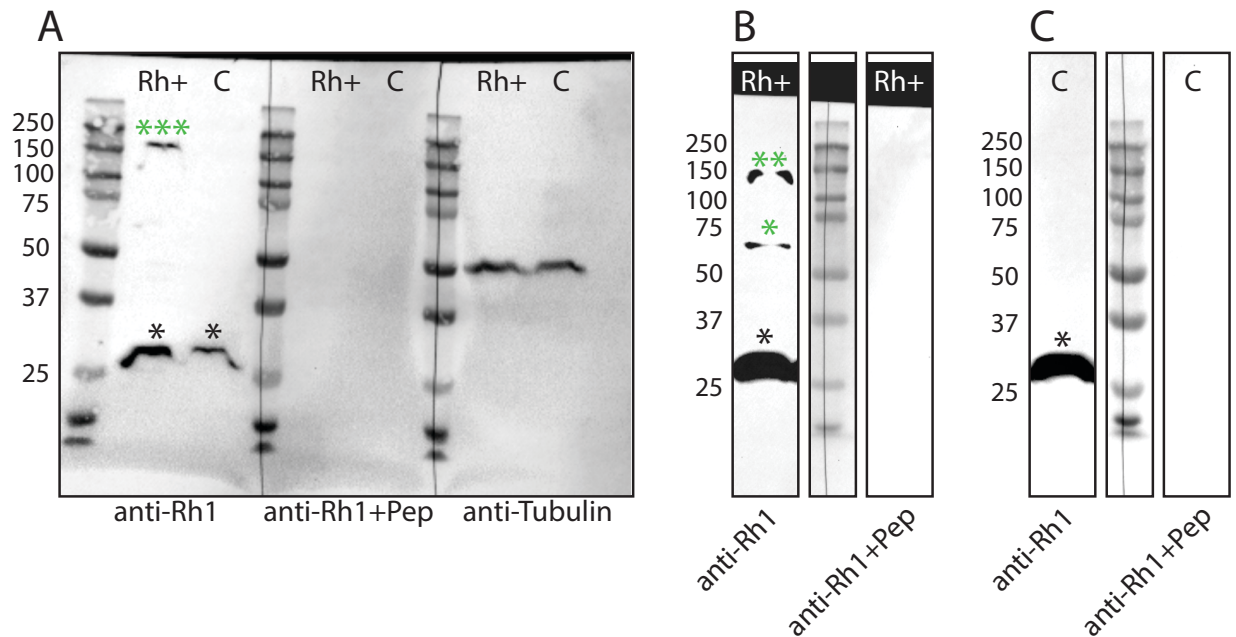 A
Rh+ C Rh+ C Rh+ C
***
250
150
100
75
50
37
25
* *
anti-Rh1 anti-Rh1+Pep anti-Tubulin
B
Rh+ Rh+
250
150
100
75
50
37
25
**
*
*
anti-Rh1
anti-Rh1+Pep
C
C C
250
150
100
75
50
37
25
*
anti-Rh1
anti-Rh1+Pep